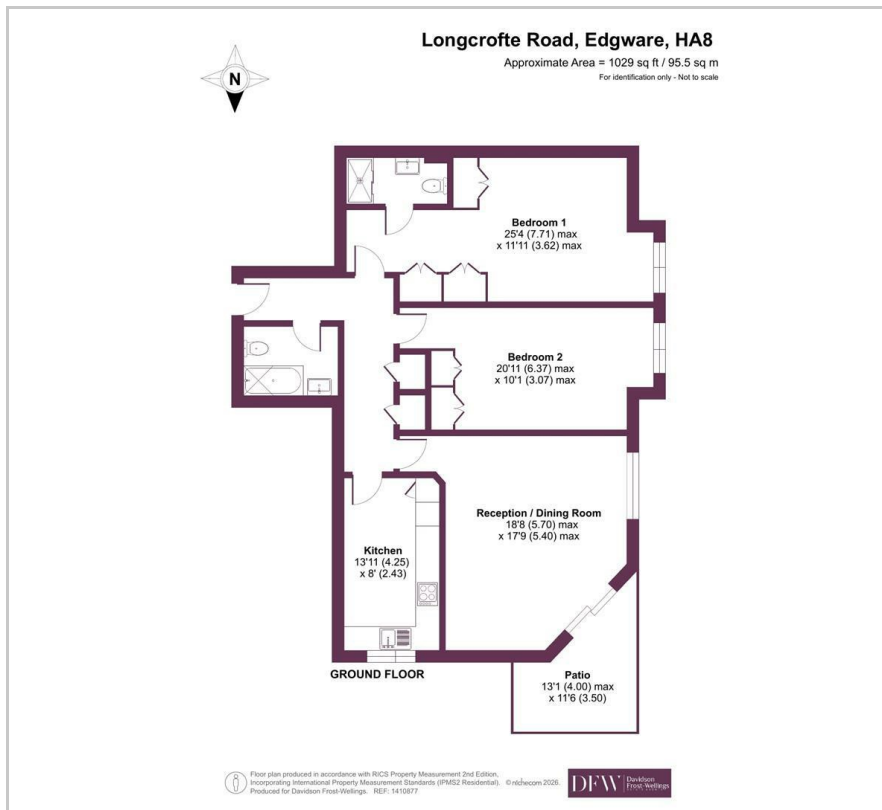 Longcrofte Road, Edgware, HA8
Approximate Area = 1029 sq ft / 95.5 sq m
For identification only - Not to scale
N
Bedroom 1
25'4 (7.71) max
x 11'11 (3.62) max
Bedroom 2
20'11 (6.37) max
x 10'1 (3.07) max
Reception / Dining Room
18'8 (5.70) max
x 17'9 (5.40) max
Kitchen
13'11 (4.25)
x 8' (2.43)
GROUND FLOOR
Patio
13'1 (4.00) max
x 11'6 (3.50)
Floor plan produced in accordance with RICS Property Measurement 2nd Edition,
Incorporating International Property Measurement Standards (IPMS2 Residential). © nichecom 2026.
Produced for Davidson Frost-Wellings. REF: 1410877
DFW
Davidson
Frost-Wellings